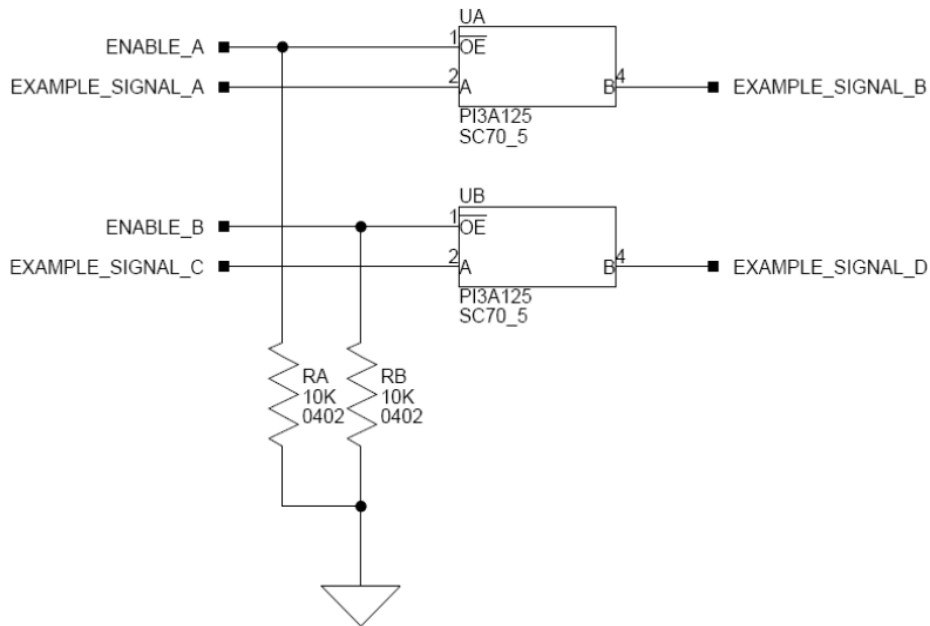 UA
ENABLE_A
1
OE
EXAMPLE_SIGNAL_A
2
A
B
4
EXAMPLE_SIGNAL_B
PI3A125
SC70_5
UB
ENABLE_B
1
OE
EXAMPLE_SIGNAL_C
2
A
B
4
EXAMPLE_SIGNAL_D
PI3A125
SC70_5
RA
10K
0402
RB
10K
0402